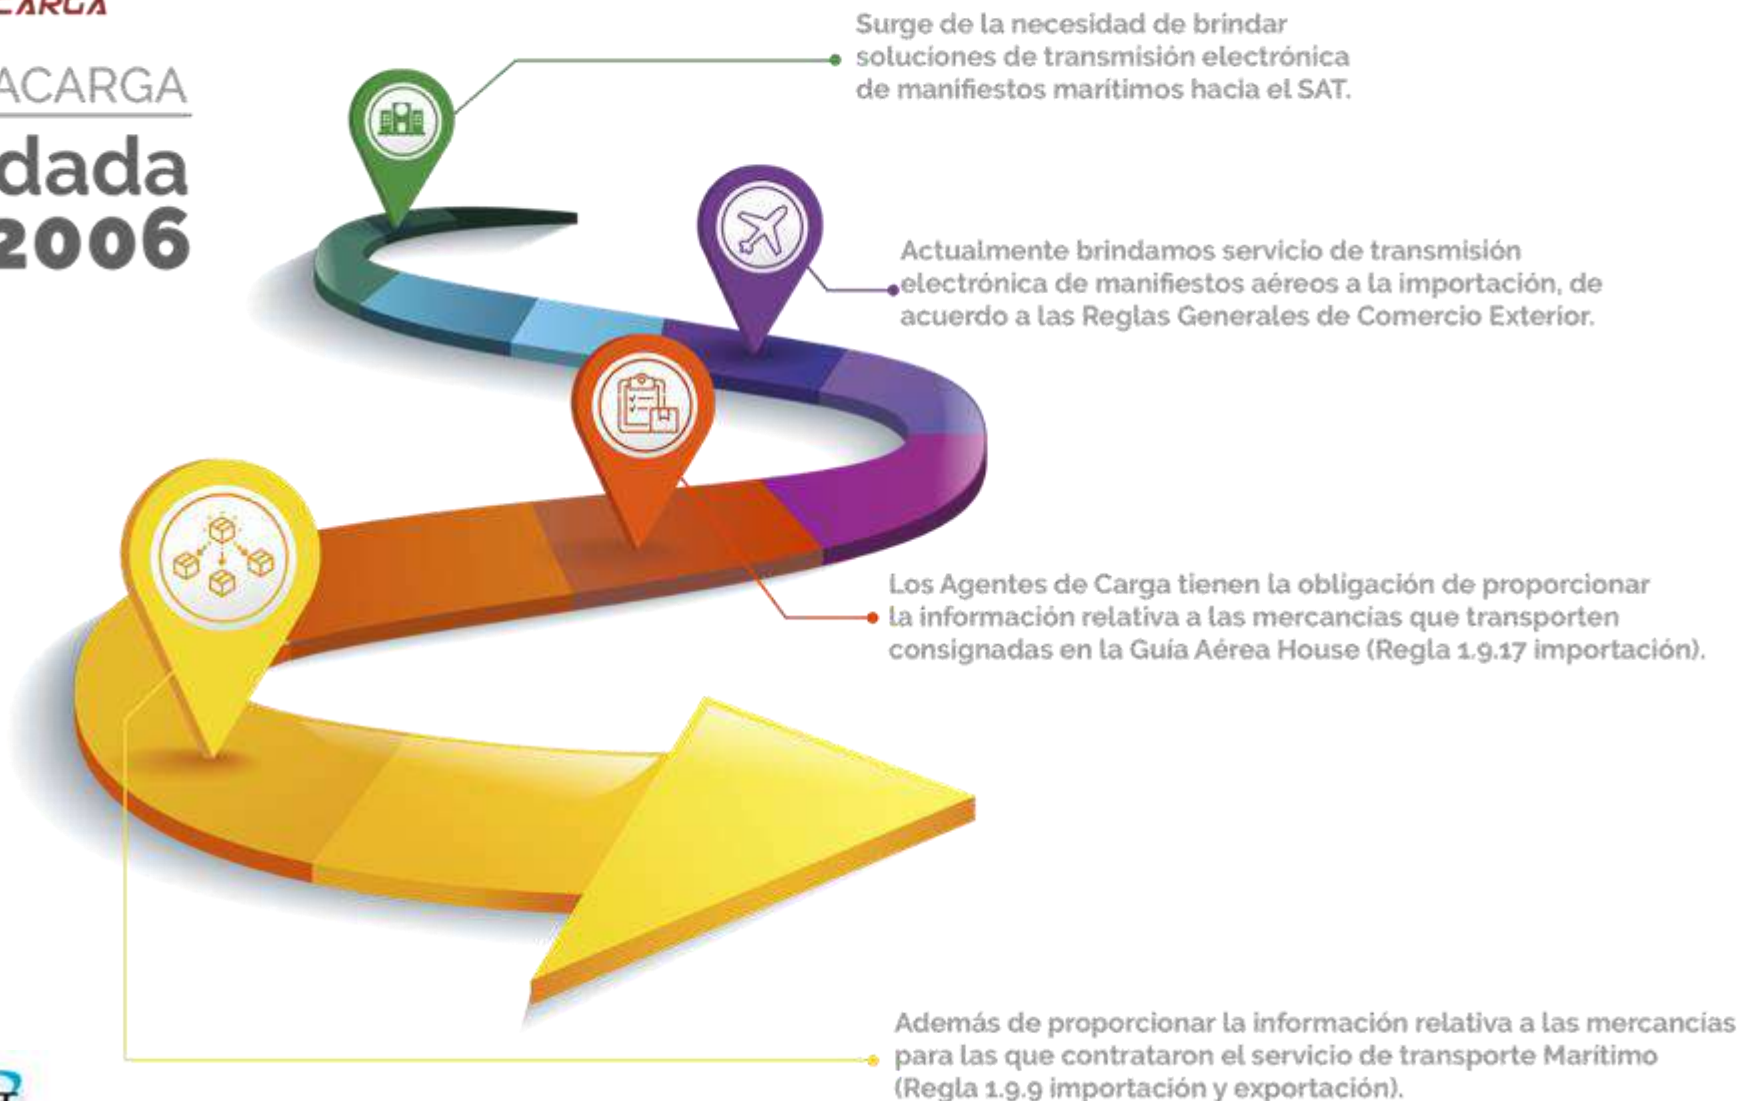 CARGA
ACARGA
dada
2006
Surge de la necesidad de brindar
soluciones de transmisión electrónica
de manifiestos marítimos hacia el SAT.
Actualmente brindamos servicio de transmisión
electrónica de manifiestos aéreos a la importación, de
acuerdo a las Reglas Generales de Comercio Exterior.
Los Agentes de Carga tienen la obligación de proporcionar
la información relativa a las mercancías que transporten
consignadas en la Guía Aérea House (Regla 1.9.17 importación).
Además de proporcionar la información relativa a las mercancías
para las que contrataron el servicio de transporte Marítimo
(Regla 1.9.9 importación y exportación).